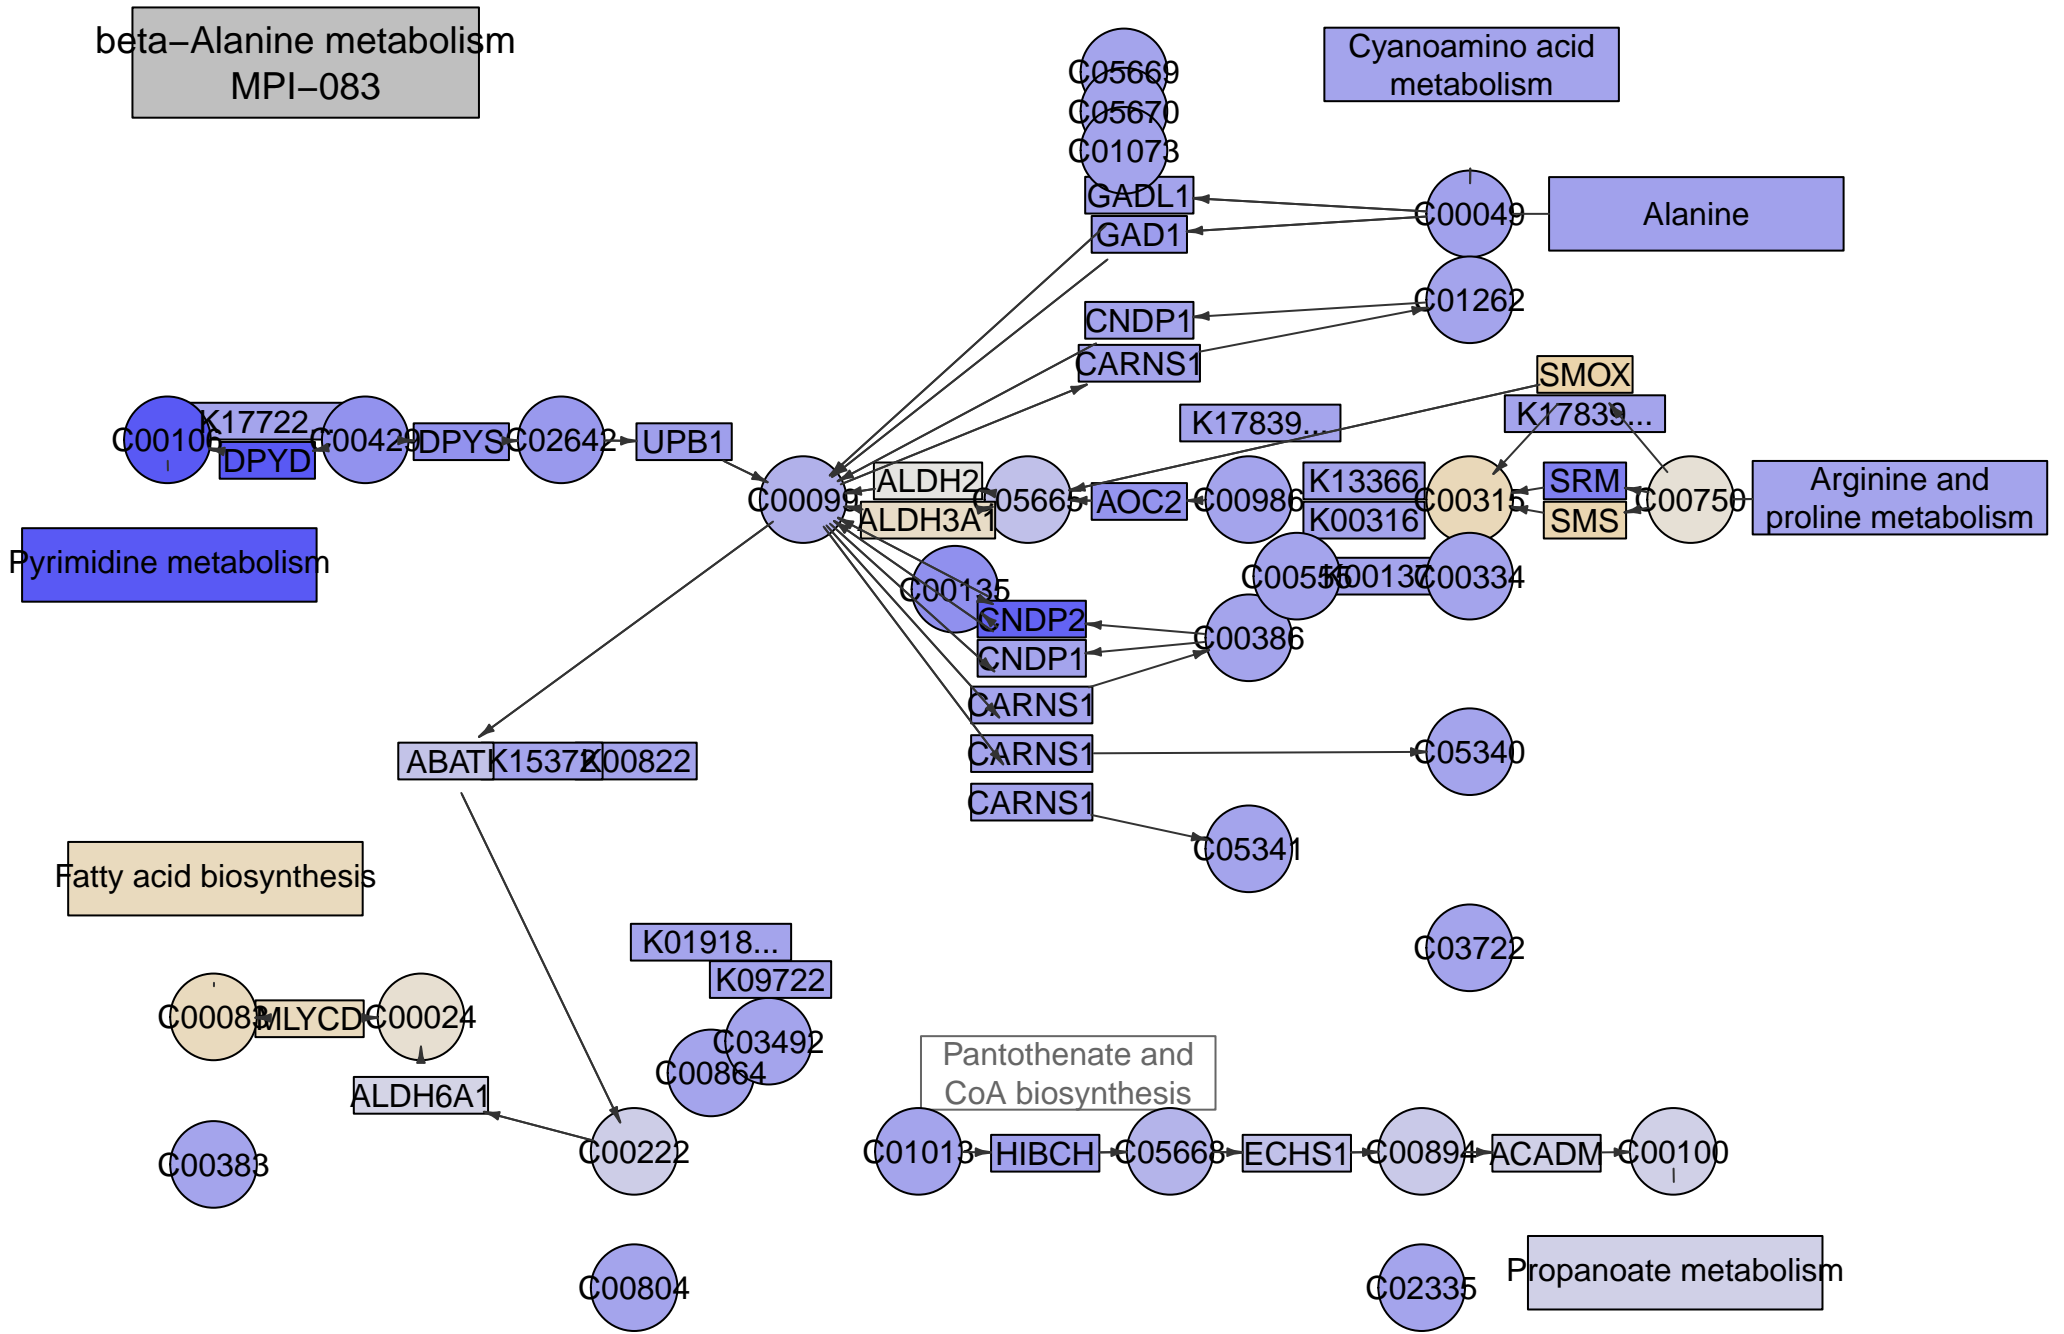 beta−Alanine metabolism
MPI−083
C05669
C05670
C01073
Cyanoamino acid
metabolism
GADL1
GAD1
C00049
Alanine
CNDP1
C01262
CARNS1
SMOX
K17839...
K17839...
C00106
K17722...
DPYD
C00429
DPYS
C02642
UPB1
C00099
ALDH2
ALDH3A1
C05665
AOC2
C00986
K13366
K00316
C00315
SRM
SMS
C00750
Arginine and
proline metabolism
Pyrimidine metabolism
C00135
C00555
K00137
C00334
CNDP2
CNDP1
C00386
CARNS1
CARNS1
C05340
CARNS1
C05341
ABAT
K15372
K00822
Fatty acid biosynthesis
K01918...
K09722
C03722
C00083
MLYCD
C00024
C03492
C00864
ALDH6A1
Pantothenate and
CoA biosynthesis
C00383
C00222
C01013
HIBCH
C05668
ECHS1
C00894
ACADM
C00100
C00804
C02335
Propanoate metabolism